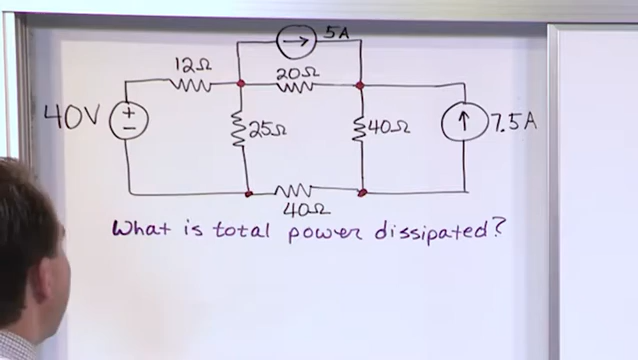 5A
12Ω
20Ω
40V
+
−
25Ω
40Ω
7.5A
40Ω
What is total power dissipated?